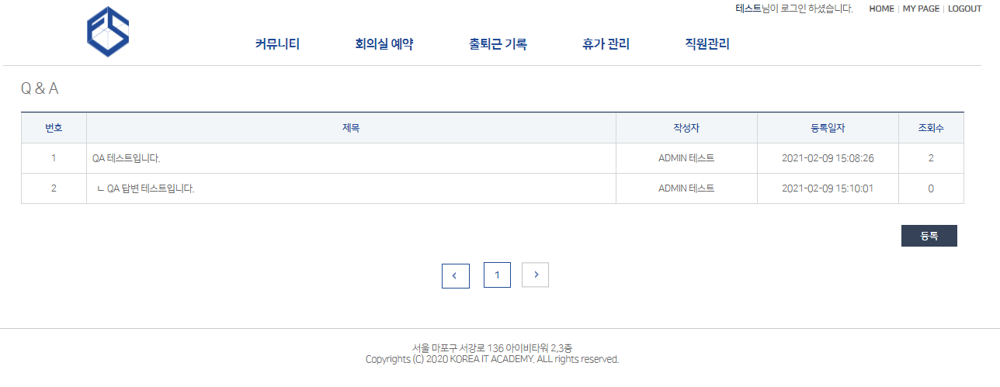 테스트님이 로그인 하셨습니다. HOME | MY PAGE | LOGOUT
FS
커뮤니티 회의실 예약 출퇴근 기록 휴가 관리 직원관리
Q & A
번호 제목 작성자 등록일자 조회수
1 QA 테스트입니다. ADMIN 테스트 2021-02-09 15:08:26 2
2 ㄴ QA 답변 테스트입니다. ADMIN 테스트 2021-02-09 15:10:01 0
등록
‹ 1 ›
서울 마포구 서강로 136 아이비타워 2,3층
Copyrights (C) 2020 KOREA IT ACADEMY. ALL rights reserved.